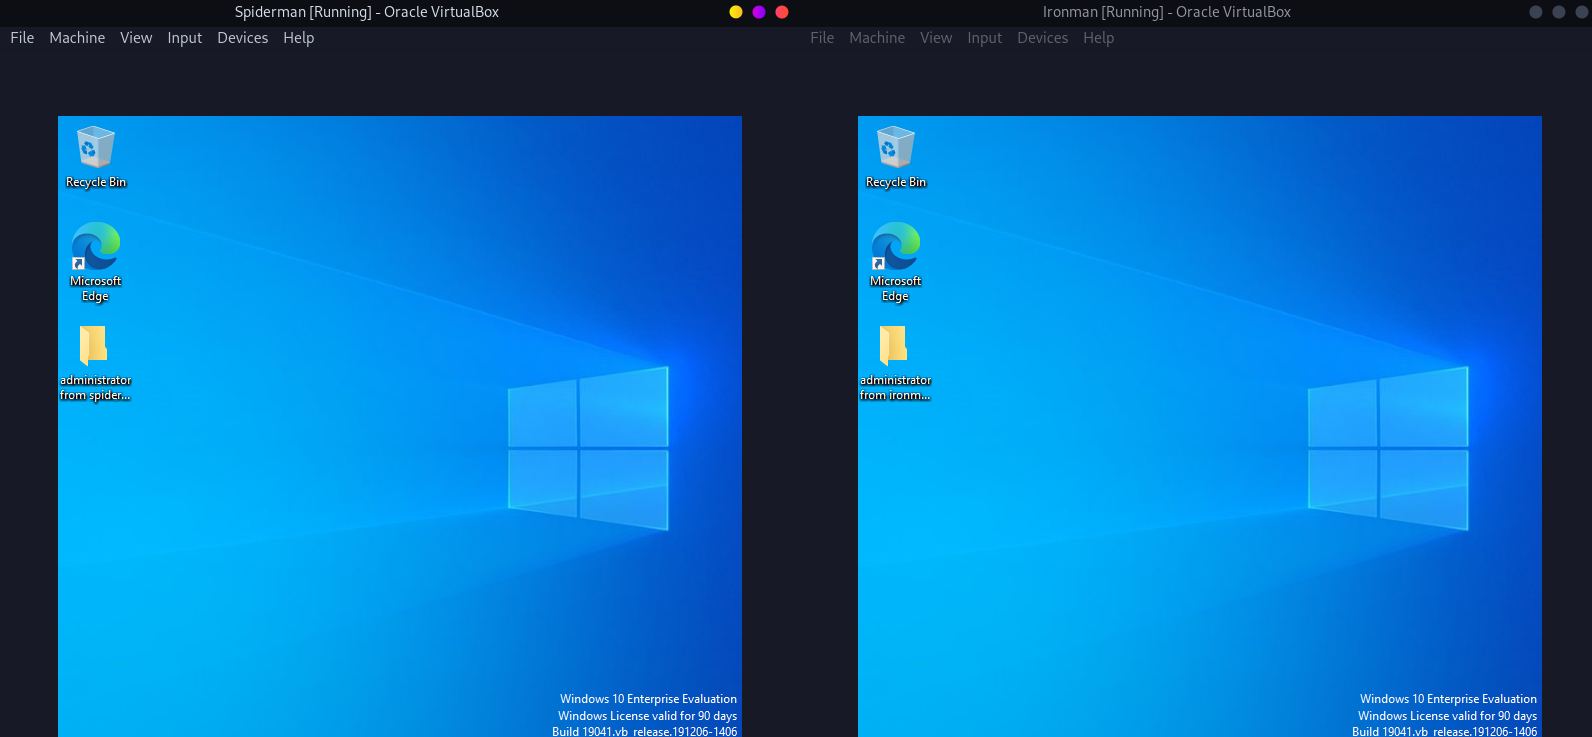 Spiderman [Running] - Oracle VirtualBox
File Machine View Input Devices Help
Recycle Bin
Microsoft
Edge
administrator
from spider...
Windows 10 Enterprise Evaluation
Windows License valid for 90 days
Build 19041.vb_release.191206-1406
Ironman [Running] - Oracle VirtualBox
File Machine View Input Devices Help
Recycle Bin
Microsoft
Edge
administrator
from ironm...
Windows 10 Enterprise Evaluation
Windows License valid for 90 days
Build 19041.vb_release.191206-1406